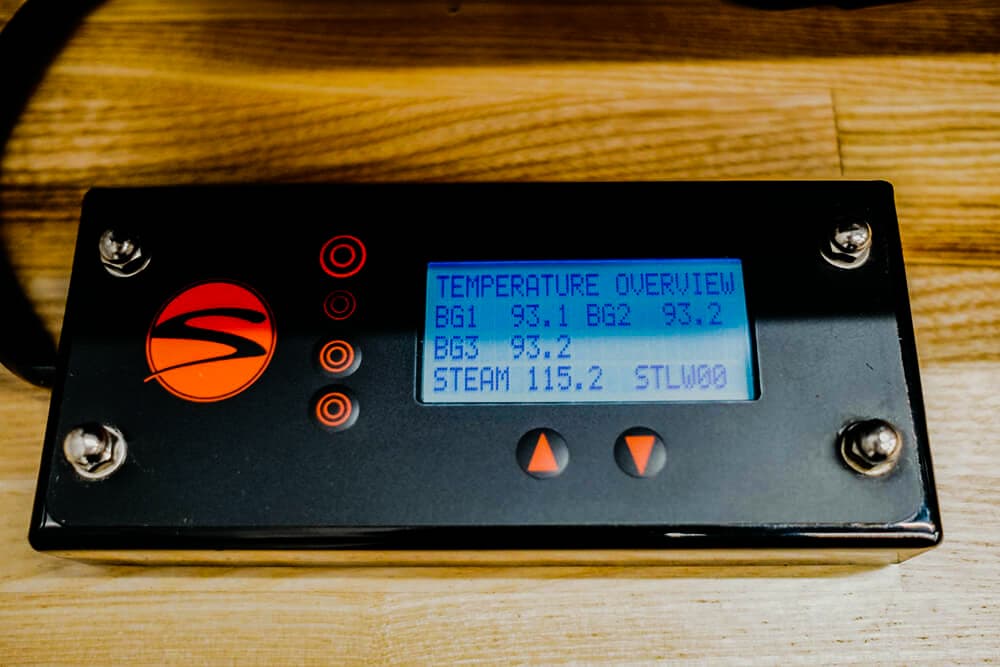 TEMPERATURE OVERVIEW
BG1 93.1 BG2 93.2
BG3 93.2
STEAM 115.2 STLW00